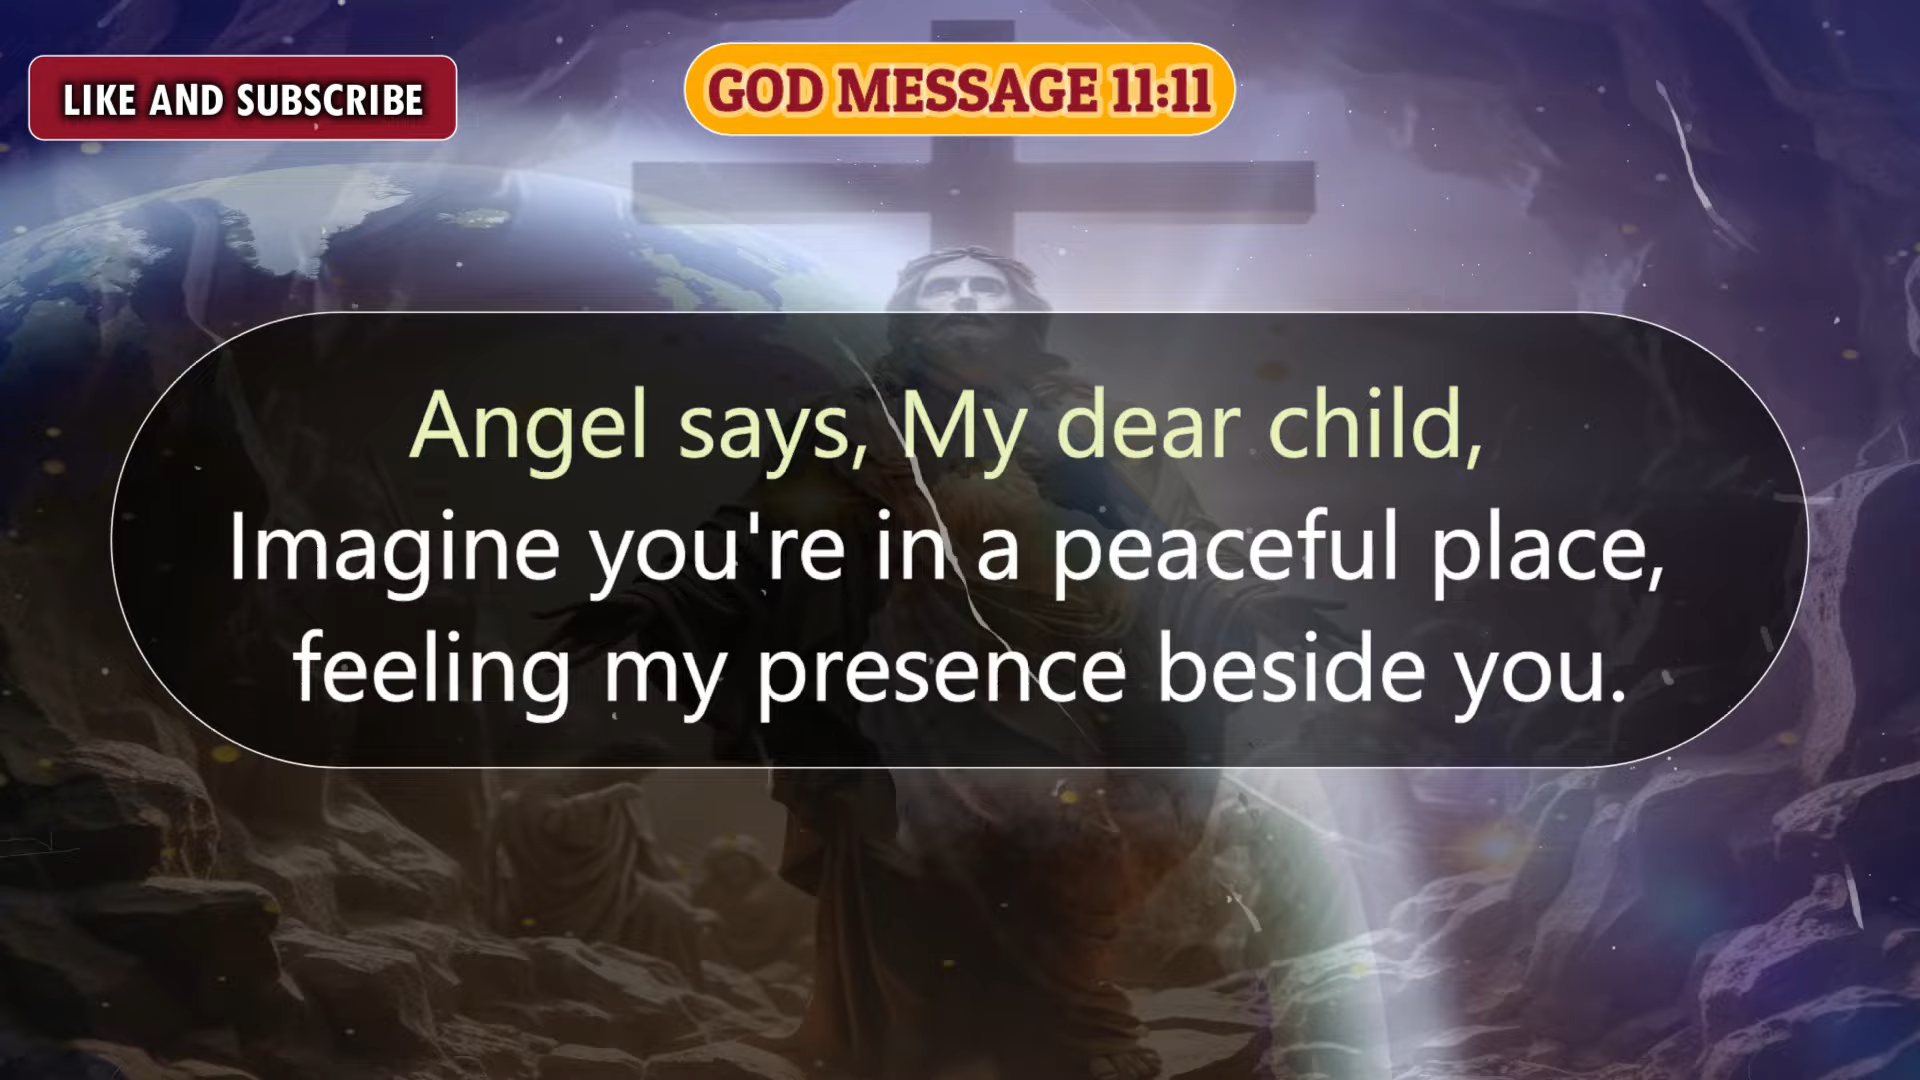 LIKE AND SUBSCRIBE
GOD MESSAGE 11:11
Angel says, My dear child,
Imagine you're in a peaceful place,
feeling my presence beside you.